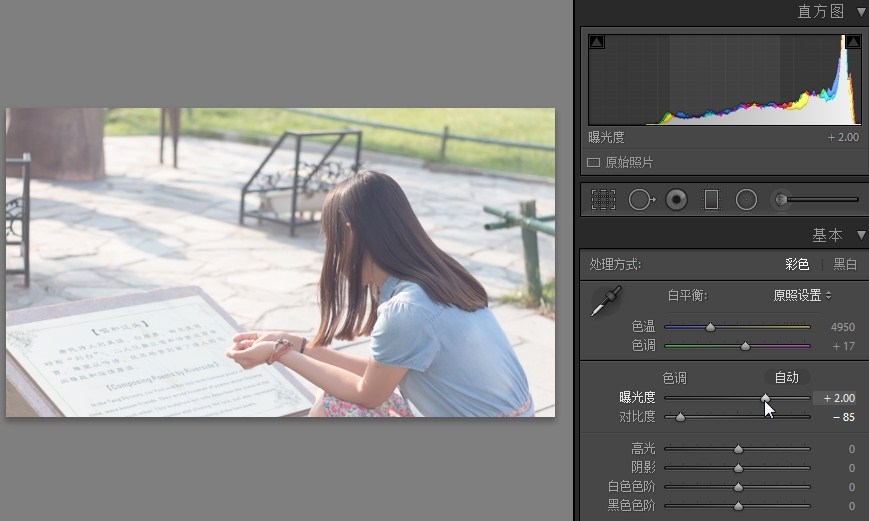 直方图
曝光度 + 2.00
原始照片
基本
处理方式: 彩色 黑白
白平衡: 原照设置
色温 4950
色调 + 17
色调 自动
曝光度 + 2.00
对比度 − 85
高光 0
阴影 0
白色色阶 0
黑色色阶 0
【Composing Poems by Riverside】